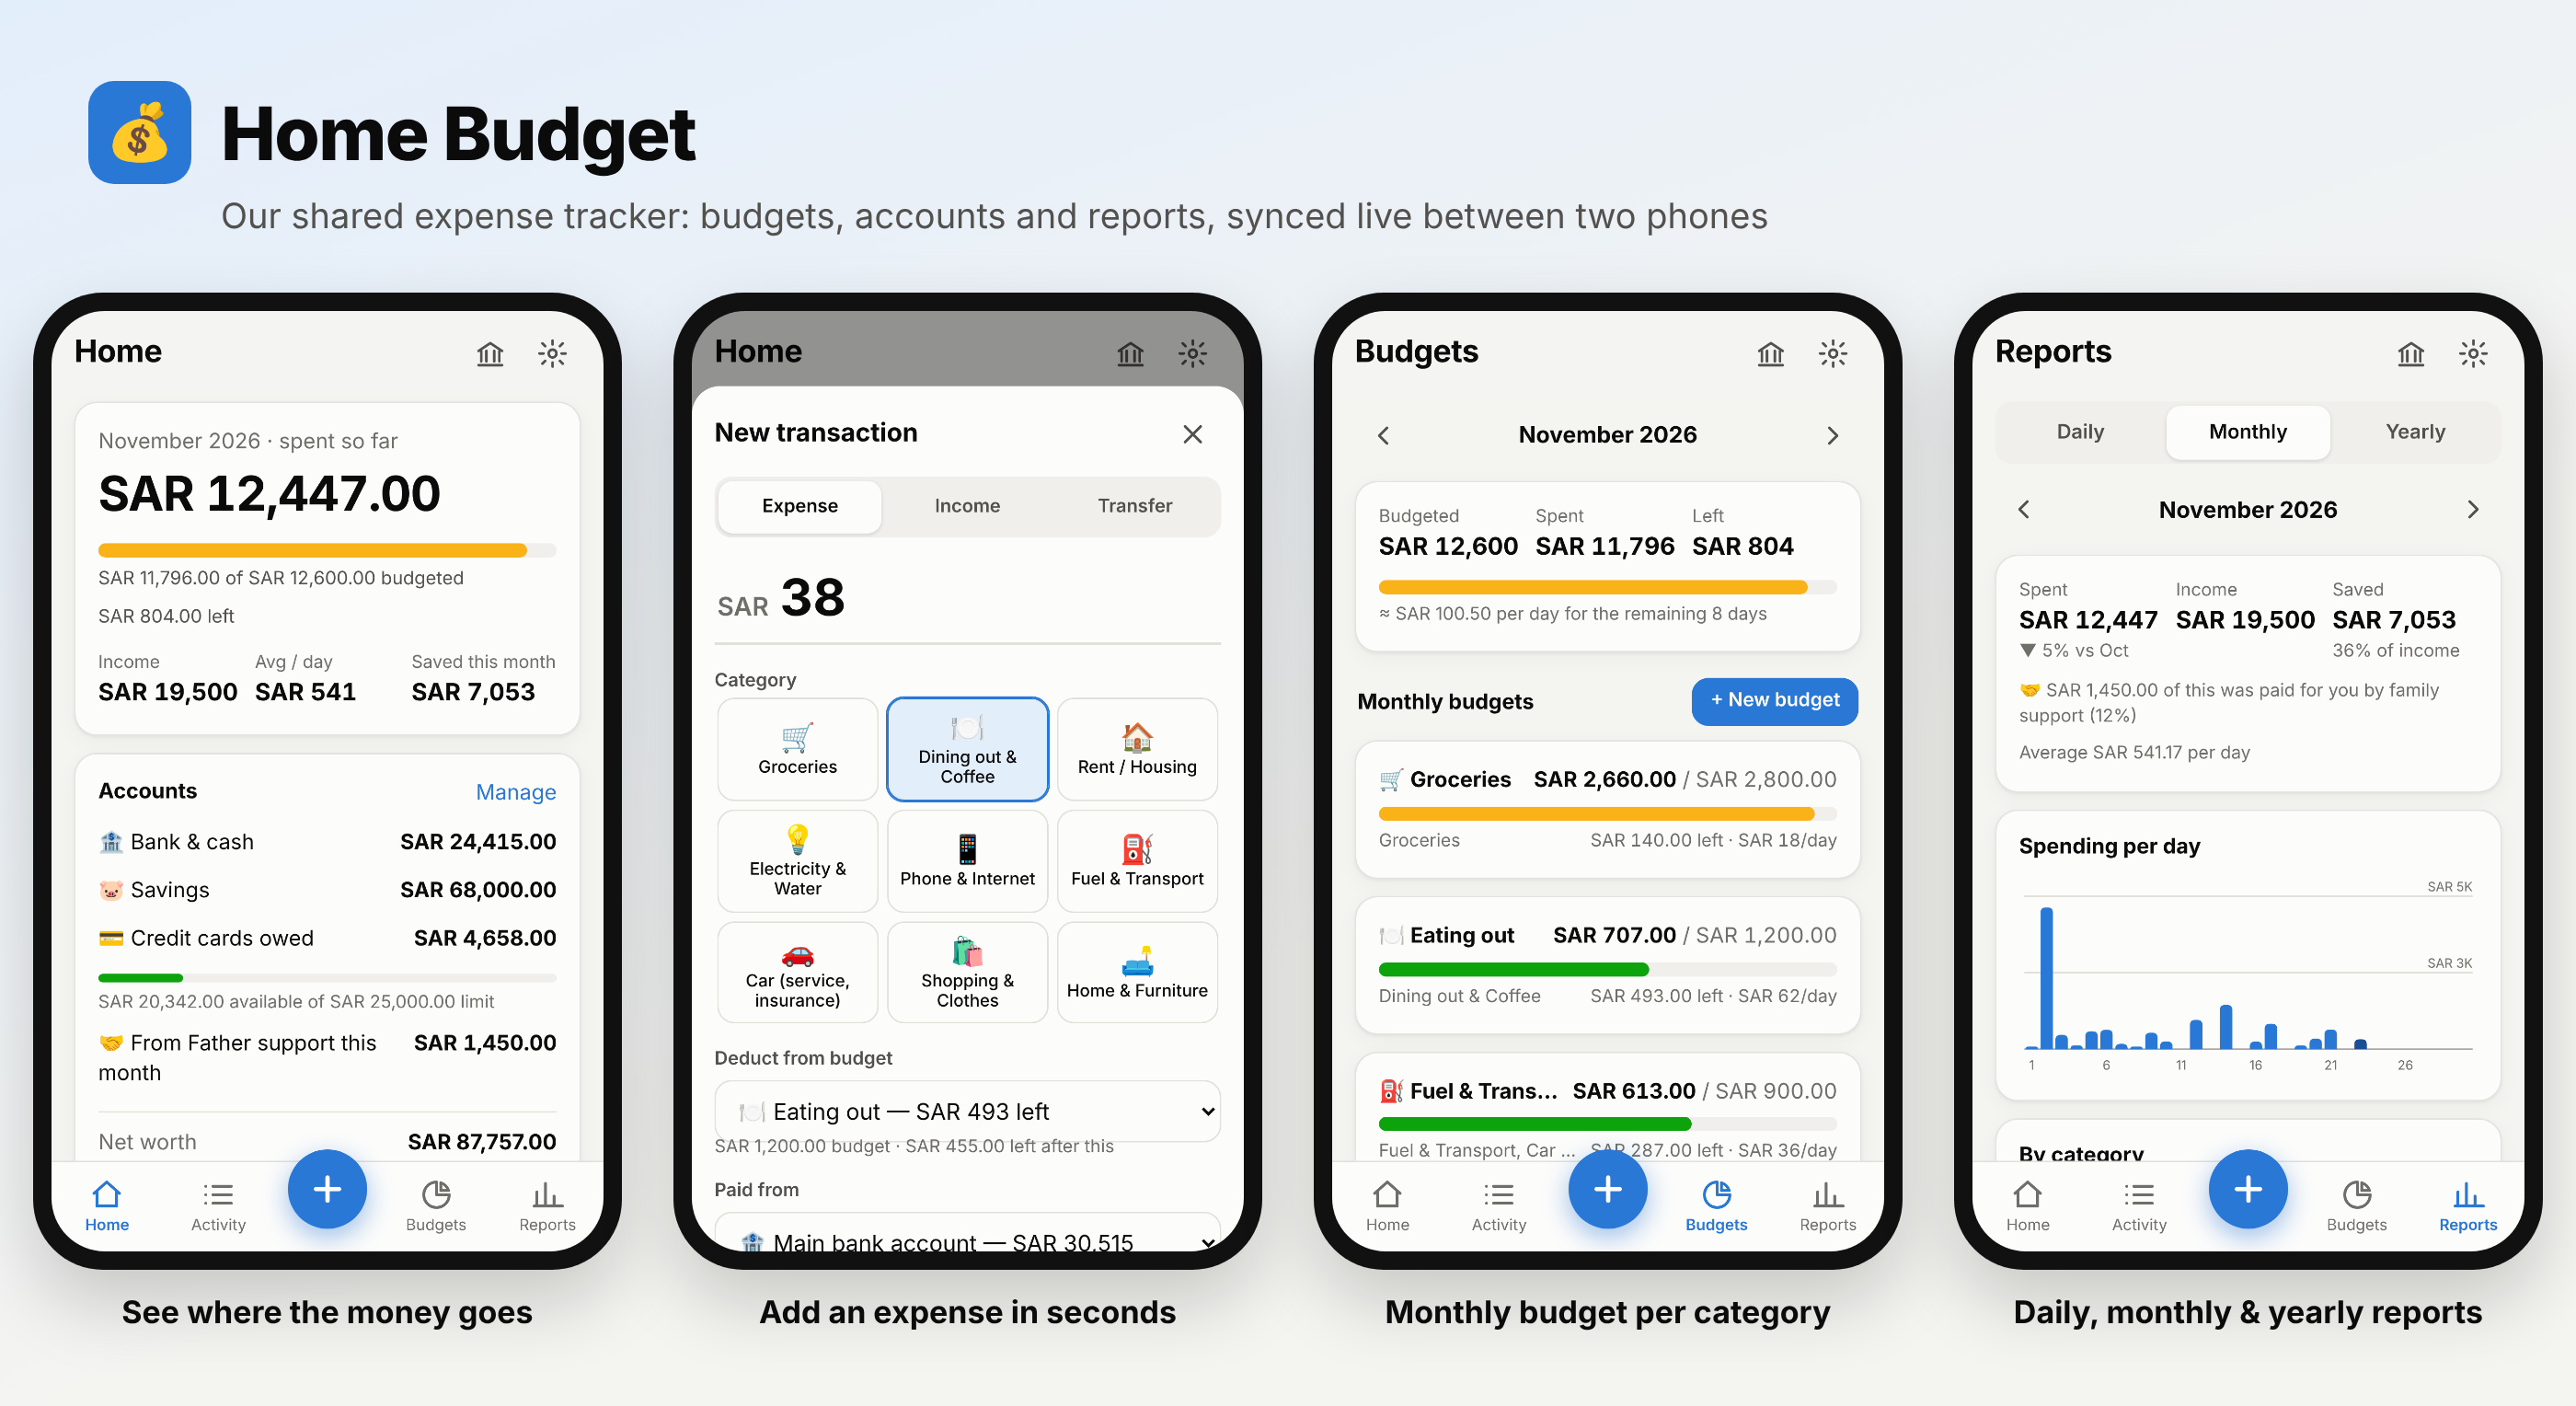 Home Budget
Our shared expense tracker: budgets, accounts and reports, synced live between two phones
Home
November 2026 · spent so far
SAR 12,447.00
SAR 11,796.00 of SAR 12,600.00 budgeted
SAR 804.00 left
Income Avg / day Saved this month
SAR 19,500 SAR 541 SAR 7,053
Accounts Manage
Bank & cash SAR 24,415.00
Savings SAR 68,000.00
Credit cards owed SAR 4,658.00
SAR 20,342.00 available of SAR 25,000.00 limit
From Father support this SAR 1,450.00
month
Net worth SAR 87,757.00
Home Activity Budgets Reports
See where the money goes
Home
New transaction
Expense Income Transfer
SAR 38
Category
Groceries
Dining out &
Coffee
Rent / Housing
Electricity &
Water
Phone & Internet
Fuel & Transport
Car (service,
insurance)
Shopping &
Clothes
Home & Furniture
Deduct from budget
Eating out — SAR 493 left
SAR 1,200.00 budget · SAR 455.00 left after this
Paid from
Main bank account — SAR 30,515
Add an expense in seconds
Budgets
November 2026
Budgeted Spent Left
SAR 12,600 SAR 11,796 SAR 804
≈ SAR 100.50 per day for the remaining 8 days
Monthly budgets + New budget
Groceries SAR 2,660.00 / SAR 2,800.00
Groceries SAR 140.00 left · SAR 18/day
Eating out SAR 707.00 / SAR 1,200.00
Dining out & Coffee SAR 493.00 left · SAR 62/day
Fuel & Trans... SAR 613.00 / SAR 900.00
Fuel & Transport, Car ... SAR 287.00 left · SAR 36/day
Home Activity Budgets Reports
Monthly budget per category
Reports
Daily Monthly Yearly
November 2026
Spent Income Saved
SAR 12,447 SAR 19,500 SAR 7,053
▼ 5% vs Oct 36% of income
SAR 1,450.00 of this was paid for you by family
support (12%)
Average SAR 541.17 per day
Spending per day
SAR 5K
SAR 3K
1 6 11 16 21 26
By category
Home Activity Budgets Reports
Daily, monthly & yearly reports